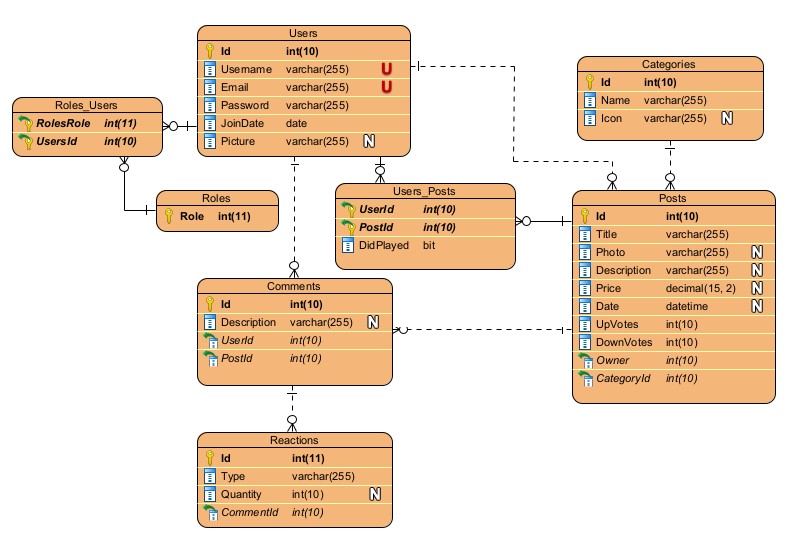 Users
Id int(10)
Username varchar(255) U
Email varchar(255) U
Password varchar(255)
JoinDate date
Picture varchar(255) N
Categories
Id int(10)
Name varchar(255)
Icon varchar(255) N
Roles_Users
RolesRole int(11)
UsersId int(10)
Roles
Role int(11)
Users_Posts
UserId int(10)
PostId int(10)
DidPlayed bit
Posts
Id int(10)
Title varchar(255)
Photo varchar(255) N
Description varchar(255) N
Price decimal(15, 2) N
Date datetime N
UpVotes int(10)
DownVotes int(10)
Owner int(10)
CategoryId int(10)
Comments
Id int(10)
Description varchar(255) N
UserId int(10)
PostId int(10)
Reactions
Id int(11)
Type varchar(255)
Quantity int(10) N
CommentId int(10)